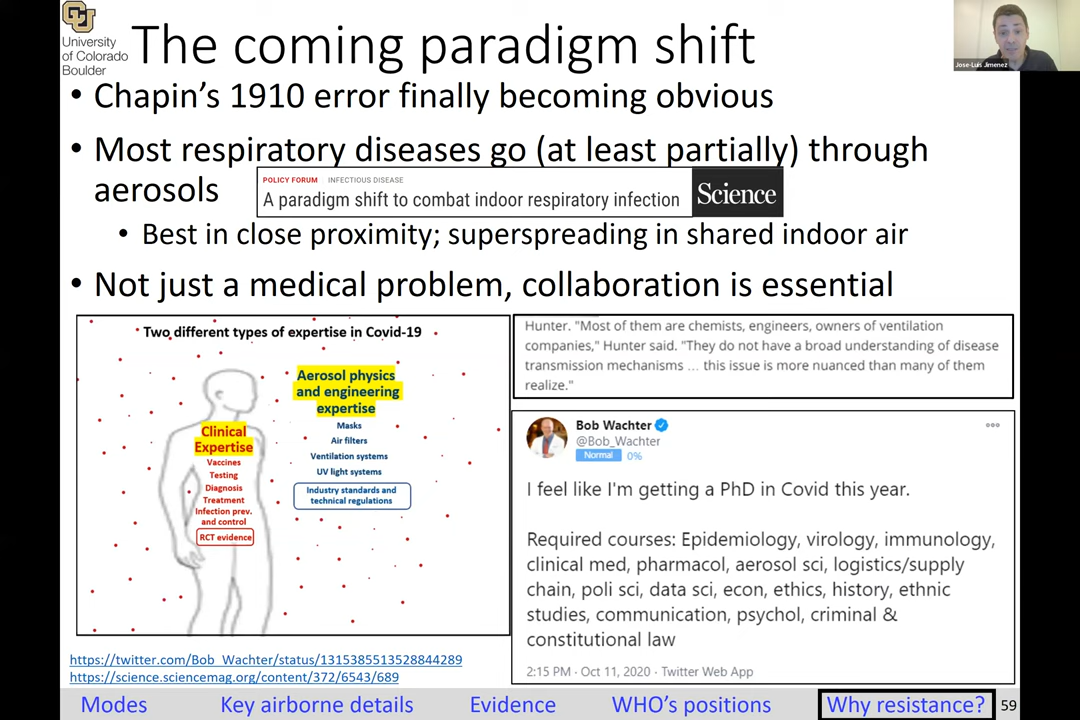 University
of Colorado
Boulder
The coming paradigm shift
Jose-Luis Jimenez
• Chapin's 1910 error finally becoming obvious
• Most respiratory diseases go (at least partially) through
aerosols
POLICY FORUM INFECTIOUS DISEASE
A paradigm shift to combat indoor respiratory infection
Science
• Best in close proximity; superspreading in shared indoor air
• Not just a medical problem, collaboration is essential
Two different types of expertise in Covid-19
Clinical
Expertise
Vaccines
Testing
Diagnosis
Treatment
Infection prev.
and control
RCT evidence
Aerosol physics
and engineering
expertise
Masks
Air filters
Ventilation systems
UV light systems
Industry standards and
technical regulations
Hunter. "Most of them are chemists, engineers, owners of ventilation
companies," Hunter said. "They do not have a broad understanding of disease
transmission mechanisms ... this issue is more nuanced than many of them
realize."
Bob Wachter
@Bob_Wachter
Normal 0%
I feel like I'm getting a PhD in Covid this year.
Required courses: Epidemiology, virology, immunology,
clinical med, pharmacol, aerosol sci, logistics/supply
chain, poli sci, data sci, econ, ethics, history, ethnic
studies, communication, psychol, criminal &
constitutional law
2:15 PM · Oct 11, 2020 · Twitter Web App
https://twitter.com/Bob_Wachter/status/1315385513528844289
https://science.sciencemag.org/content/372/6543/689
Modes Key airborne details Evidence WHO's positions Why resistance? 59